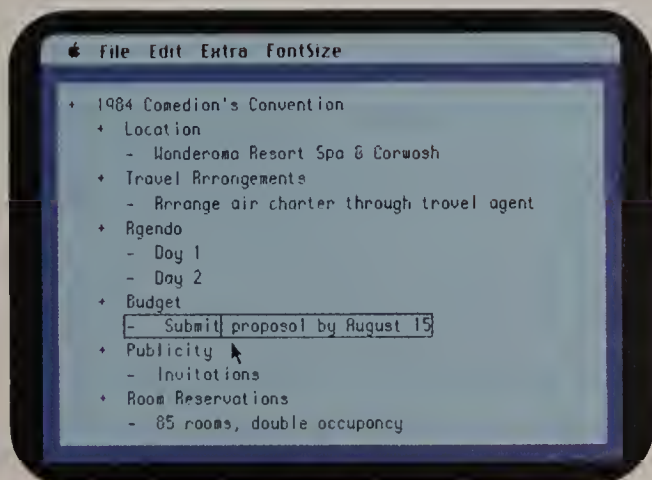 File Edit Extra FontSize
+ 1984 Comedian's Convention
+ Location
- Wonderama Resort Spa & Carwash
+ Travel Arrangements
- Arrange air charter through travel agent
+ Agenda
- Day 1
- Day 2
+ Budget
- Submit proposal by August 15
+ Publicity
- Invitations
+ Room Reservations
- 85 rooms, double occupancy